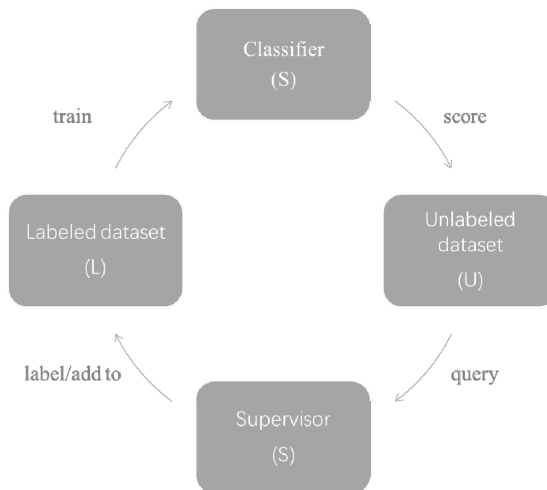 Classifier
(S)
train
score
Labeled dataset
(L)
Unlabeled
dataset
(U)
label/add to
query
Supervisor
(S)